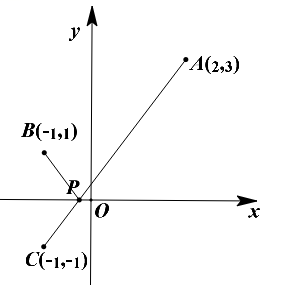 y
A(2,3)
B(-1,1)
P
O
x
C(-1,-1)